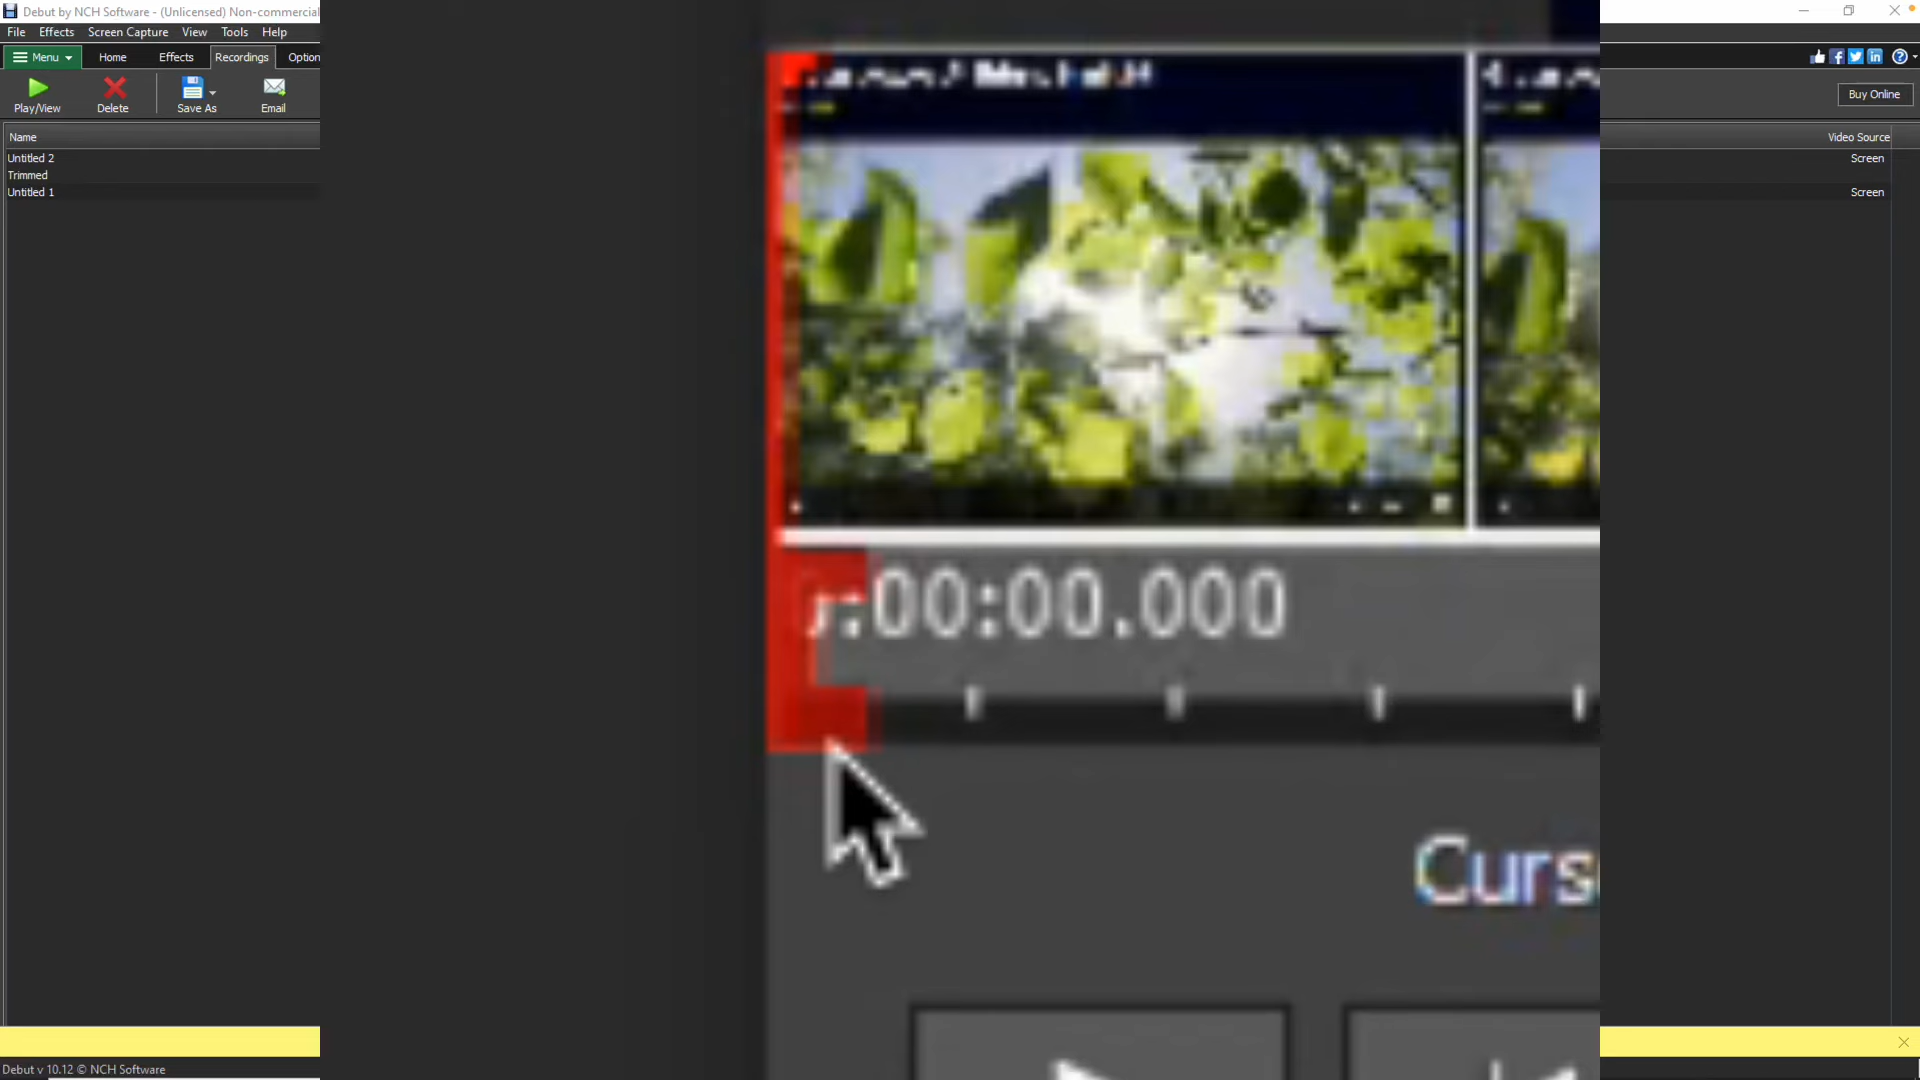 Debut by NCH Software - (Unlicensed) Non-commercial
File Effects Screen Capture View Tools Help
Menu Home Effects Recordings Option
Play/View Delete Save As Email Buy Online
Name Video Source
Untitled 2 Screen
Trimmed
Untitled 1 Screen
:00:00.000
Curs
Debut v 10.12 © NCH Software